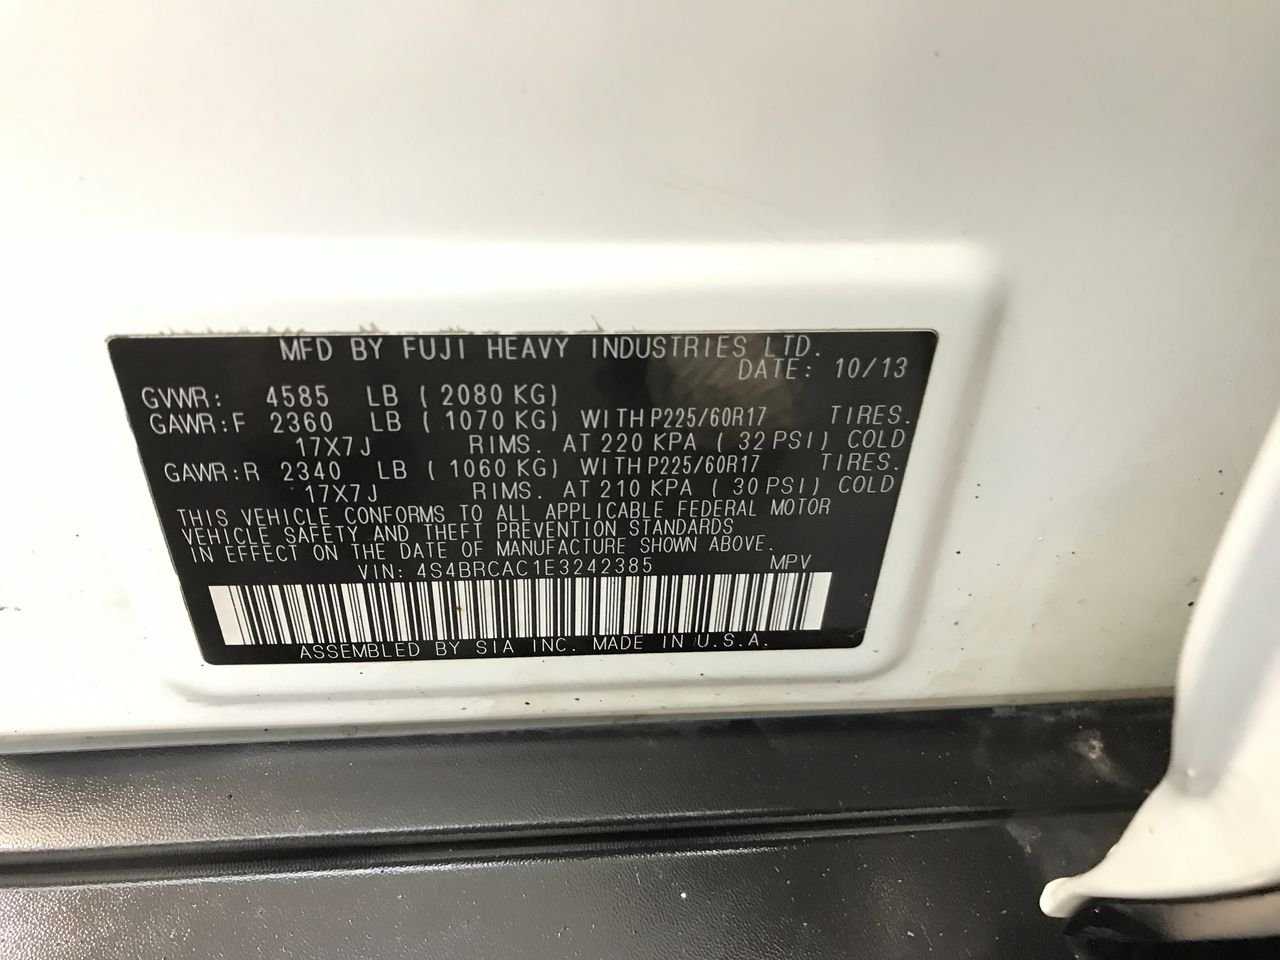 MFD BY FUJI HEAVY INDUSTRIES LTD.
DATE: 10/13
GVWR: 4585 LB ( 2080 KG)
GAWR:F 2360 LB ( 1070 KG) WITH P225/60R17 TIRES.
17X7J RIMS. AT 220 KPA ( 32 PSI) COLD
GAWR:R 2340 LB ( 1060 KG) WITH P225/60R17 TIRES.
17X7J RIMS. AT 210 KPA ( 30 PSI) COLD
THIS VEHICLE CONFORMS TO ALL APPLICABLE FEDERAL MOTOR
VEHICLE SAFETY AND THEFT PREVENTION STANDARDS
IN EFFECT ON THE DATE OF MANUFACTURE SHOWN ABOVE.
VIN: 4S4BRCAC1E3242385 MPV
ASSEMBLED BY SIA INC. MADE IN U.S.A.